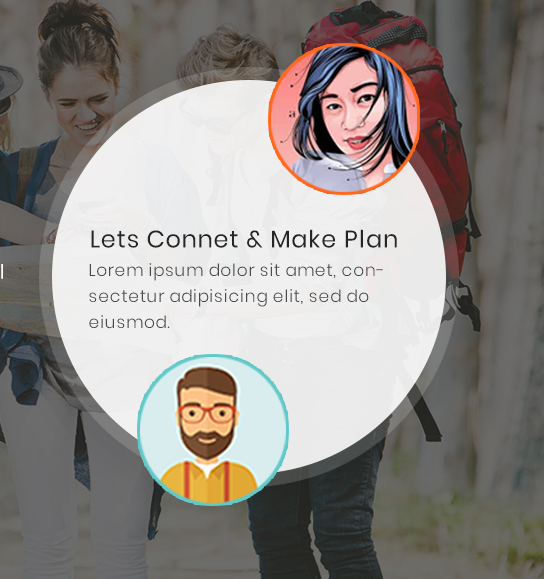 Lets Connet & Make Plan
Lorem ipsum dolor sit amet, con-
sectetur adipisicing elit, sed do
eiusmod.